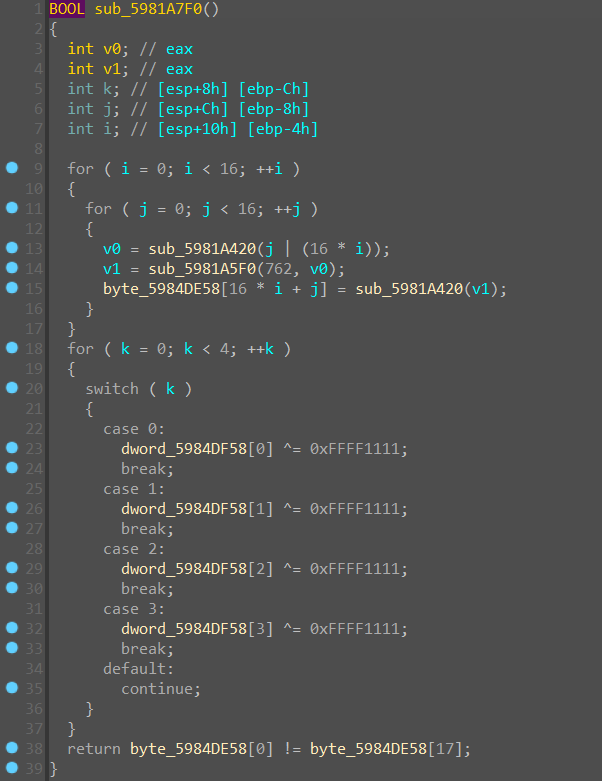 1 BOOL sub_5981A7F0()
2 {
3   int v0; // eax
4   int v1; // eax
5   int k; // [esp+8h] [ebp-Ch]
6   int j; // [esp+Ch] [ebp-8h]
7   int i; // [esp+10h] [ebp-4h]
8
9   for ( i = 0; i < 16; ++i )
10   {
11     for ( j = 0; j < 16; ++j )
12     {
13       v0 = sub_5981A420(j | (16 * i));
14       v1 = sub_5981A5F0(762, v0);
15       byte_5984DE58[16 * i + j] = sub_5981A420(v1);
16     }
17   }
18   for ( k = 0; k < 4; ++k )
19   {
20     switch ( k )
21     {
22       case 0:
23         dword_5984DF58[0] ^= 0xFFFF1111;
24         break;
25       case 1:
26         dword_5984DF58[1] ^= 0xFFFF1111;
27         break;
28       case 2:
29         dword_5984DF58[2] ^= 0xFFFF1111;
30         break;
31       case 3:
32         dword_5984DF58[3] ^= 0xFFFF1111;
33         break;
34       default:
35         continue;
36     }
37   }
38   return byte_5984DE58[0] != byte_5984DE58[17];
39 }